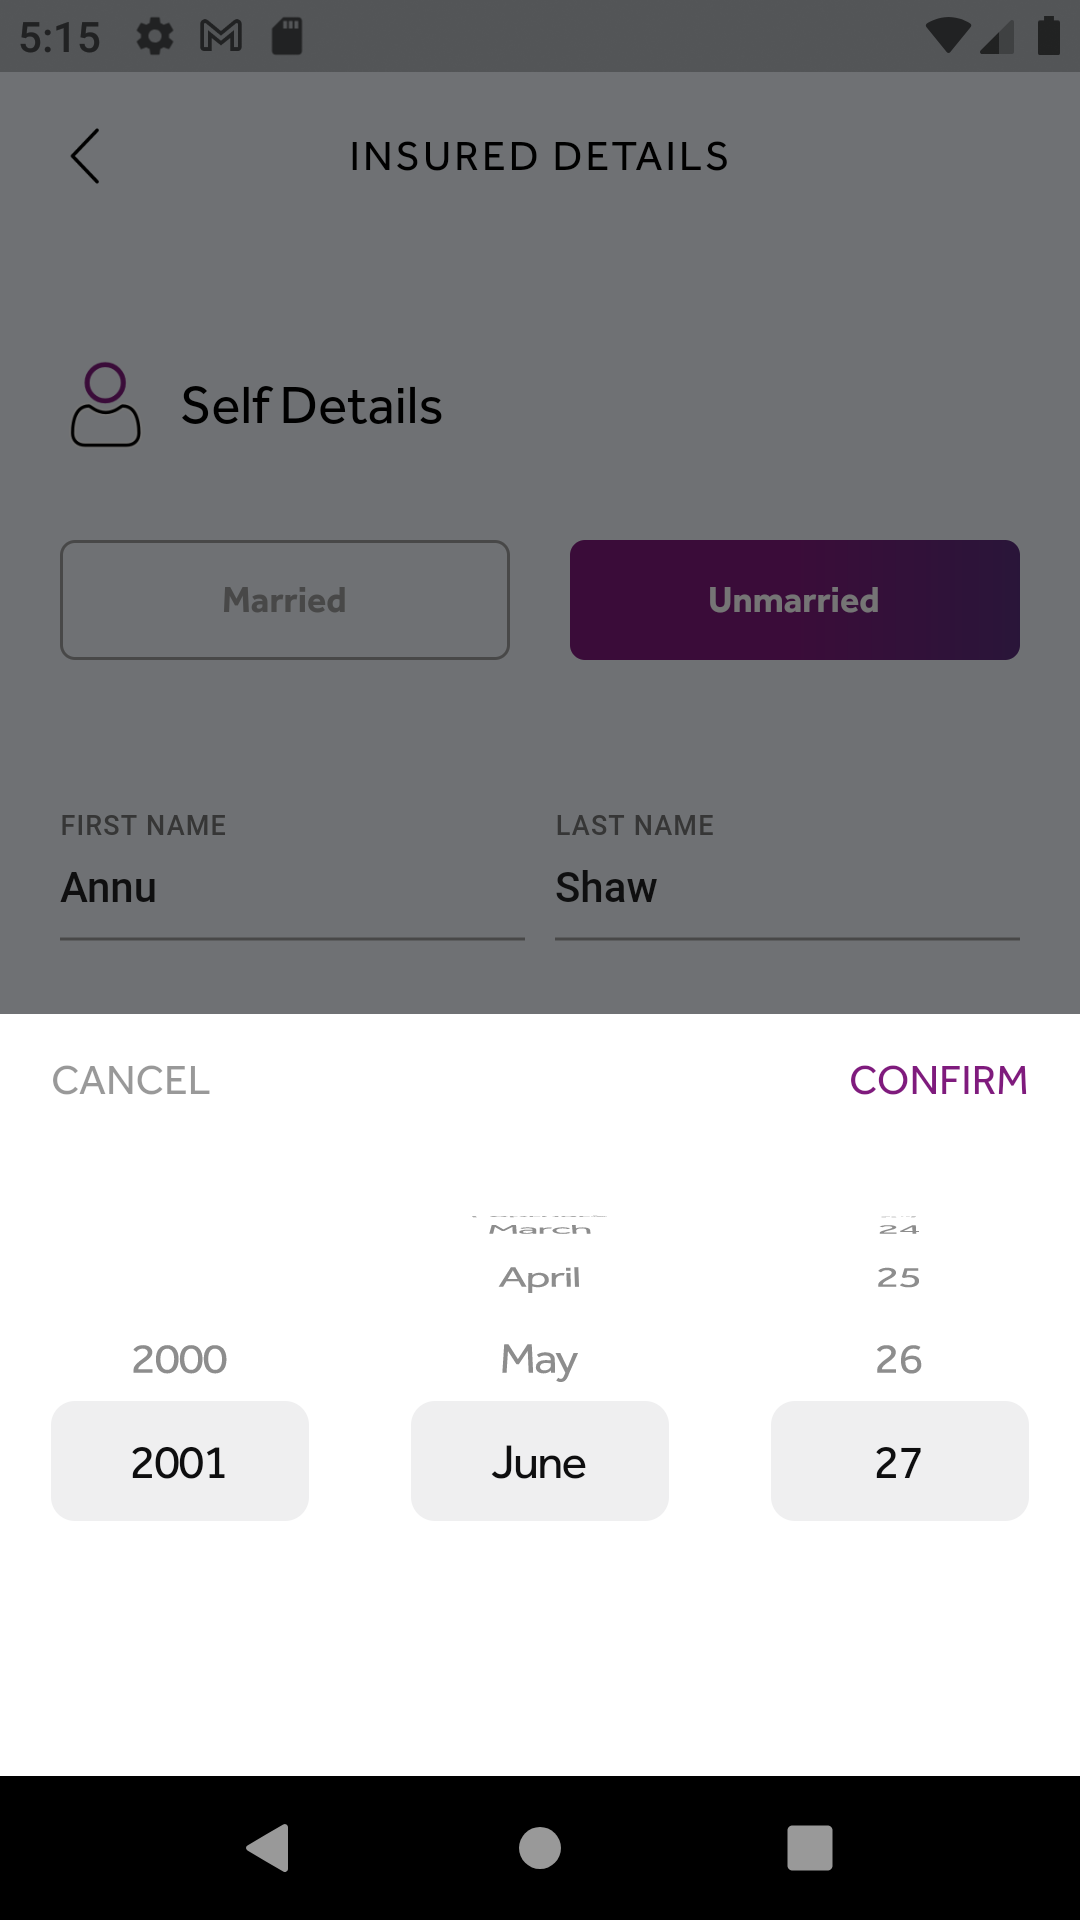 5:15
INSURED DETAILS
Self Details
Married
Unmarried
FIRST NAME
LAST NAME
Annu
Shaw
CANCEL
CONFIRM
March
24
April
25
2000
May
26
2001
June
27